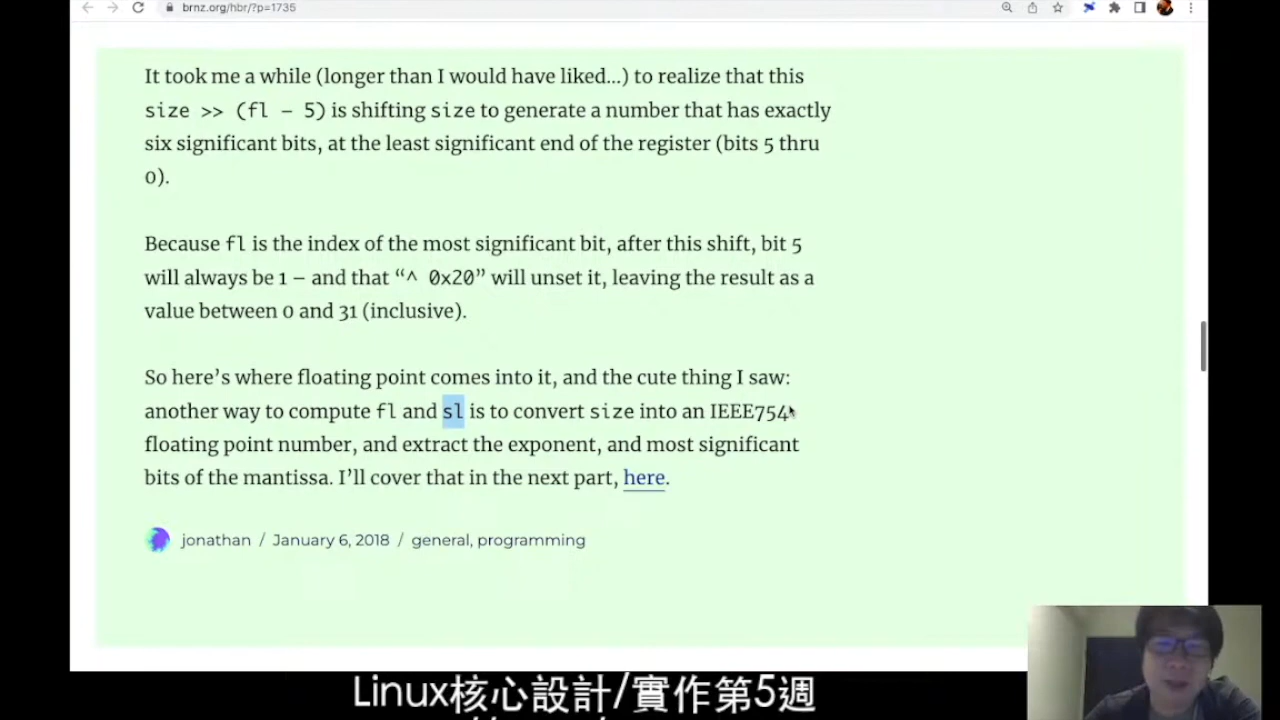 brnz.org/hbr/?p=1735
It took me a while (longer than I would have liked…) to realize that this
size >> (fl – 5) is shifting size to generate a number that has exactly
six significant bits, at the least significant end of the register (bits 5 thru
0).
Because fl is the index of the most significant bit, after this shift, bit 5
will always be 1 – and that “^ 0x20” will unset it, leaving the result as a
value between 0 and 31 (inclusive).
So here’s where floating point comes into it, and the cute thing I saw:
another way to compute fl and sl is to convert size into an IEEE754
floating point number, and extract the exponent, and most significant
bits of the mantissa. I’ll cover that in the next part, here.
jonathan / January 6, 2018 / general, programming
Linux核心設計/實作第5週